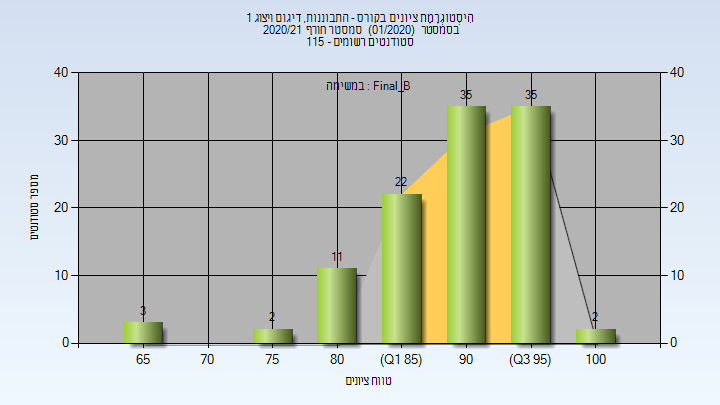 היסטוגרמת ציונים בקורס - התבוננות, דיגום ויצוג 1
בסמסטר (01/2020) סמסטר חורף 2020/21
סטודנטים רשומים - 115
במשימה : Final_B
40 40
30 30
20 20
10 10
0 0
מספר סטודנטים
3 2 11 22 35 35 2
65 70 75 80 (Q1 85) 90 (Q3 95) 100
טווח ציונים